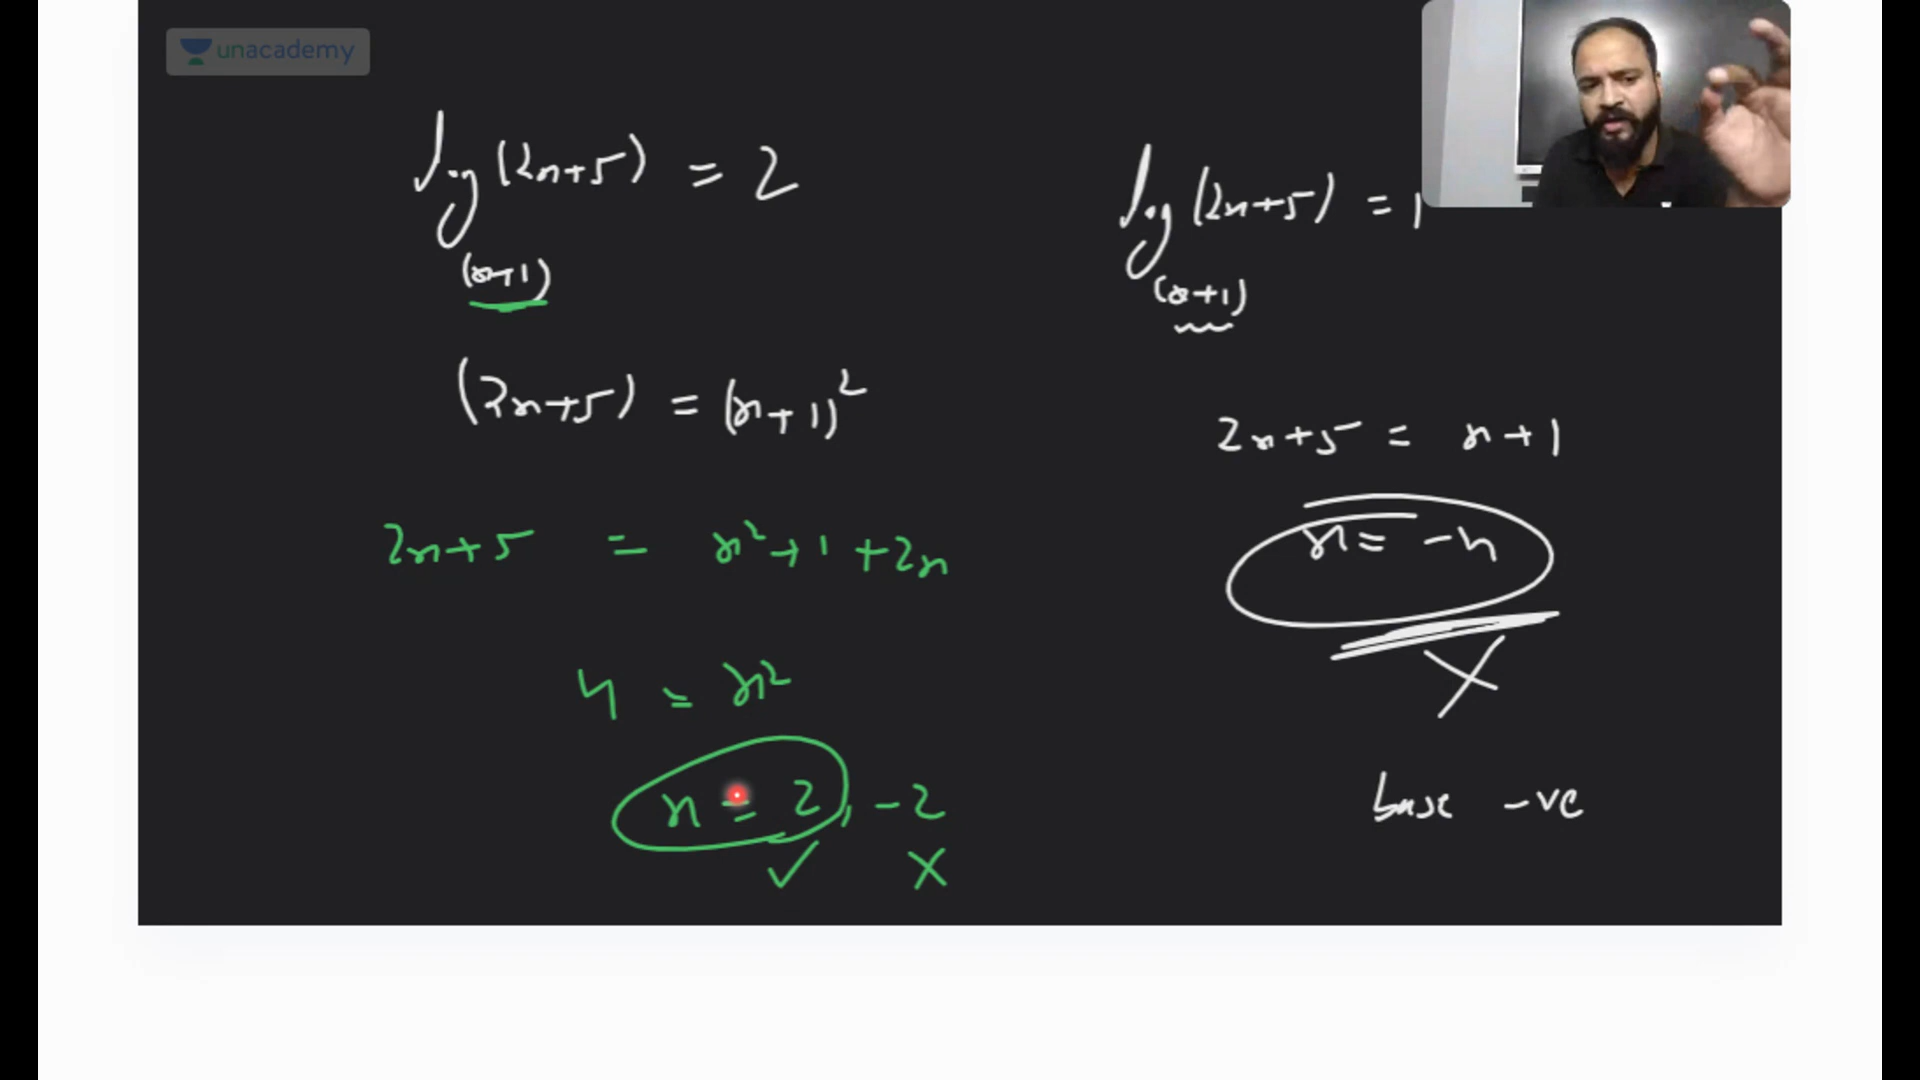 unacademy
log (2x+5) = 2
(x+1)
(2x+5) = (x+1)²
2x+5 = x²+1+2x
4 = x²
x = 2, -2
✓ X
log (2x+5) = 1
(x+1)
2x+5 = x+1
x = -4
X
base -ve